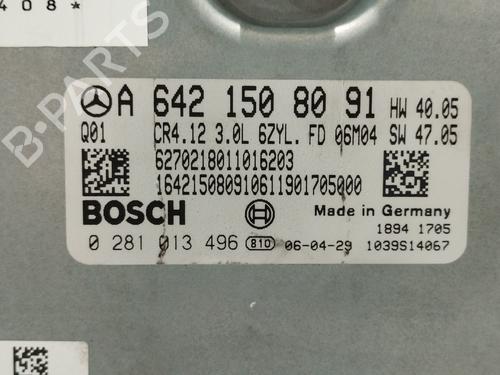 408*
B-PARTS
A 642 150 80 91 HW 40.05
Q01 CR4.12 3.0L 6ZYL. FD 06M04 SW 47.05
6270218011016203
164215080910611901705000
BOSCH
Made in Germany
1894 1705
0 281 013 496 810 06-04-29 1039S14067